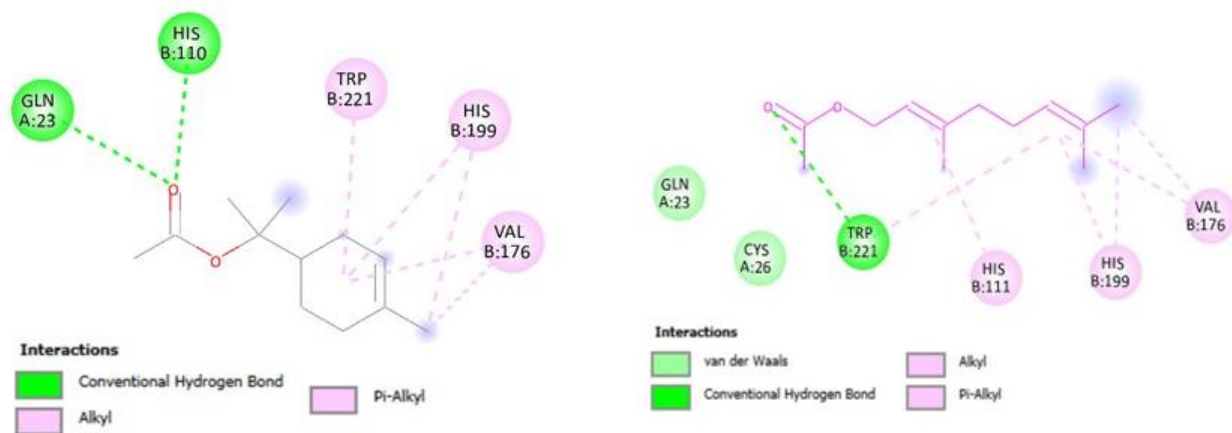 HIS
B:110
GLN
A:23
TRP
B:221
HIS
B:199
VAL
B:176
O
O
Interactions
Conventional Hydrogen Bond
Alkyl
Pi-Alkyl
O
O
GLN
A:23
CYS
A:26
TRP
B:221
HIS
B:111
HIS
B:199
VAL
B:176
Interactions
van der Waals
Conventional Hydrogen Bond
Alkyl
Pi-Alkyl